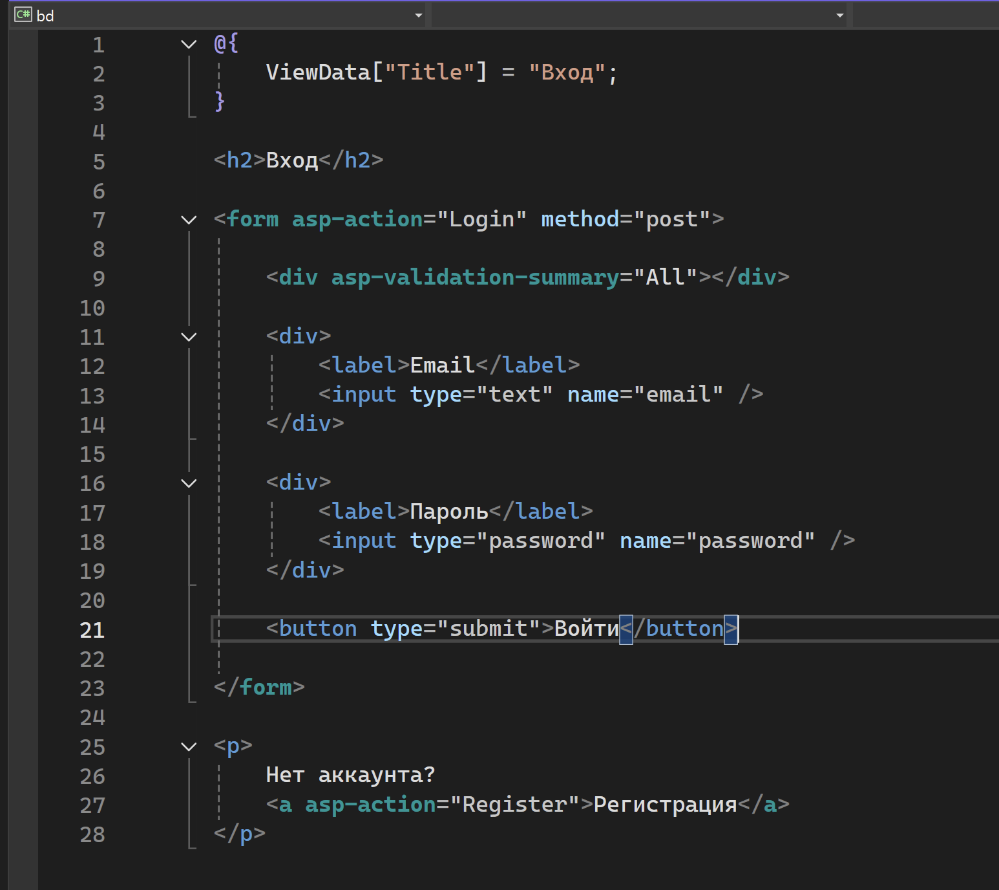 C# bd
1 @{
2 ViewData["Title"] = "Вход";
3 }
4
5 <h2>Вход</h2>
6
7 <form asp-action="Login" method="post">
8
9 <div asp-validation-summary="All"></div>
10
11 <div>
12 <label>Email</label>
13 <input type="text" name="email" />
14 </div>
15
16 <div>
17 <label>Пароль</label>
18 <input type="password" name="password" />
19 </div>
20
21 <button type="submit">Войти</button>
22
23 </form>
24
25 <p>
26 Нет аккаунта?
27 <a asp-action="Register">Регистрация</a>
28 </p>